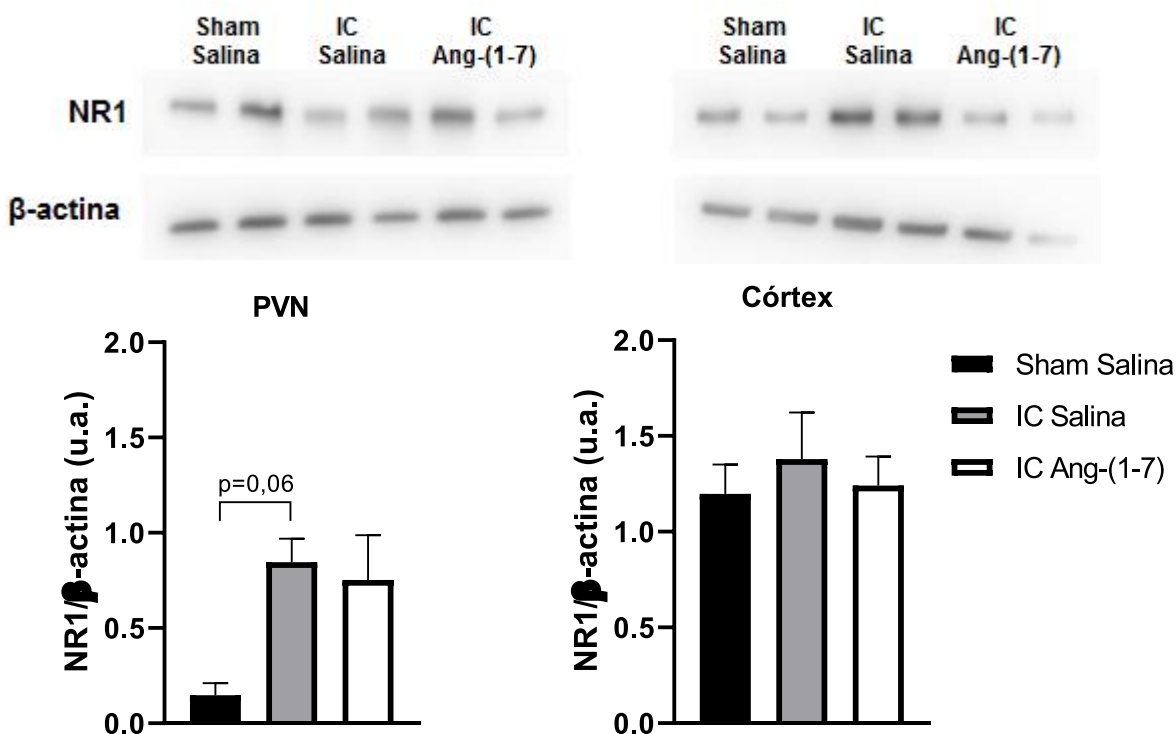 Sham
Salina
IC
Salina
IC
Ang-(1-7)
Sham
Salina
IC
Salina
IC
Ang-(1-7)
NR1
β-actina
PVN
Córtex
NR1/β-actina (u.a.)
2.0
1.5
1.0
0.5
0.0
p=0,06
NR1/β-actina (u.a.)
2.0
1.5
1.0
0.5
0.0
Sham Salina
IC Salina
IC Ang-(1-7)